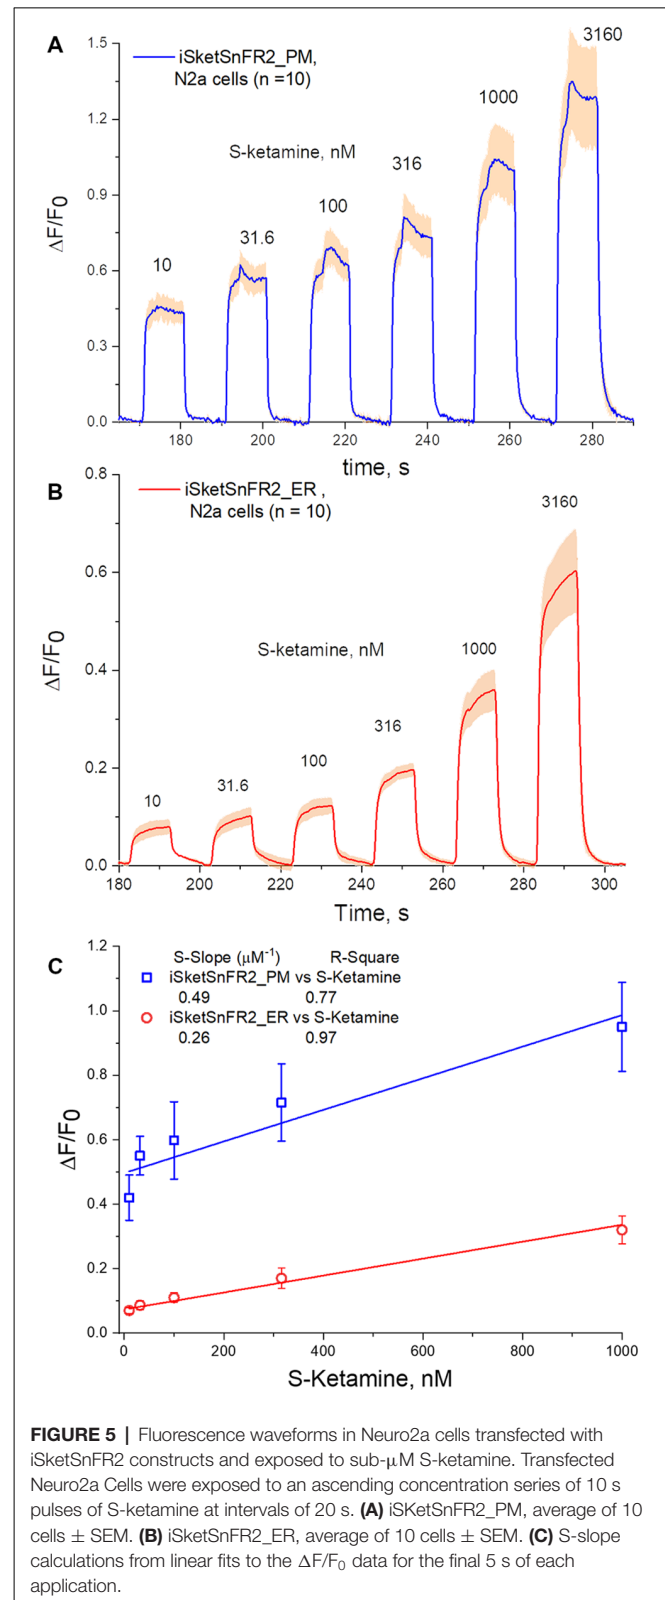 A
iSketSnFR2_PM,
N2a cells (n =10)
S-ketamine, nM
10
31.6
100
316
1000
3160
ΔF/F0
1.5
1.2
0.9
0.6
0.3
0.0
180 200 220 240 260 280
time, s
B
iSketSnFR2_ER ,
N2a cells (n = 10)
S-ketamine, nM
10
31.6
100
316
1000
3160
ΔF/F0
0.8
0.6
0.4
0.2
0.0
180 200 220 240 260 280 300
Time, s
C
S-Slope (μM-1) R-Square
iSketSnFR2_PM vs S-Ketamine
0.49 0.77
iSketSnFR2_ER vs S-Ketamine
0.26 0.97
ΔF/F0
1.2
1.0
0.8
0.6
0.4
0.2
0.0
0 200 400 600 800 1000
S-Ketamine, nM
FIGURE 5 | Fluorescence waveforms in Neuro2a cells transfected with
iSketSnFR2 constructs and exposed to sub-μM S-ketamine. Transfected
Neuro2a Cells were exposed to an ascending concentration series of 10 s
pulses of S-ketamine at intervals of 20 s. (A) iSKetSnFR2_PM, average of 10
cells ± SEM. (B) iSketSnFR2_ER, average of 10 cells ± SEM. (C) S-slope
calculations from linear fits to the ΔF/F0 data for the final 5 s of each
application.